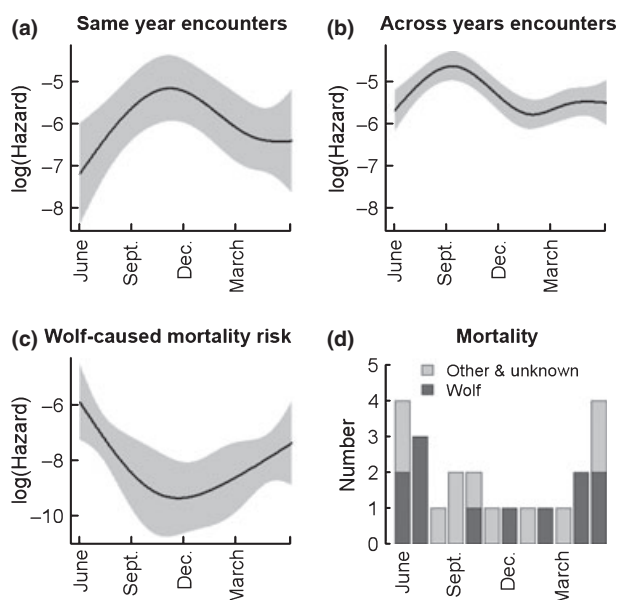 (a) Same year encounters
log(Hazard)
–5
–6
–7
–8
June
Sept.
Dec.
March
(b) Across years encounters
log(Hazard)
–5
–6
–7
–8
June
Sept.
Dec.
March
(c) Wolf-caused mortality risk
log(Hazard)
–6
–8
–10
June
Sept.
Dec.
March
(d) Mortality
Number
5
4
3
2
1
0
Other & unknown
Wolf
June
Sept.
Dec.
March